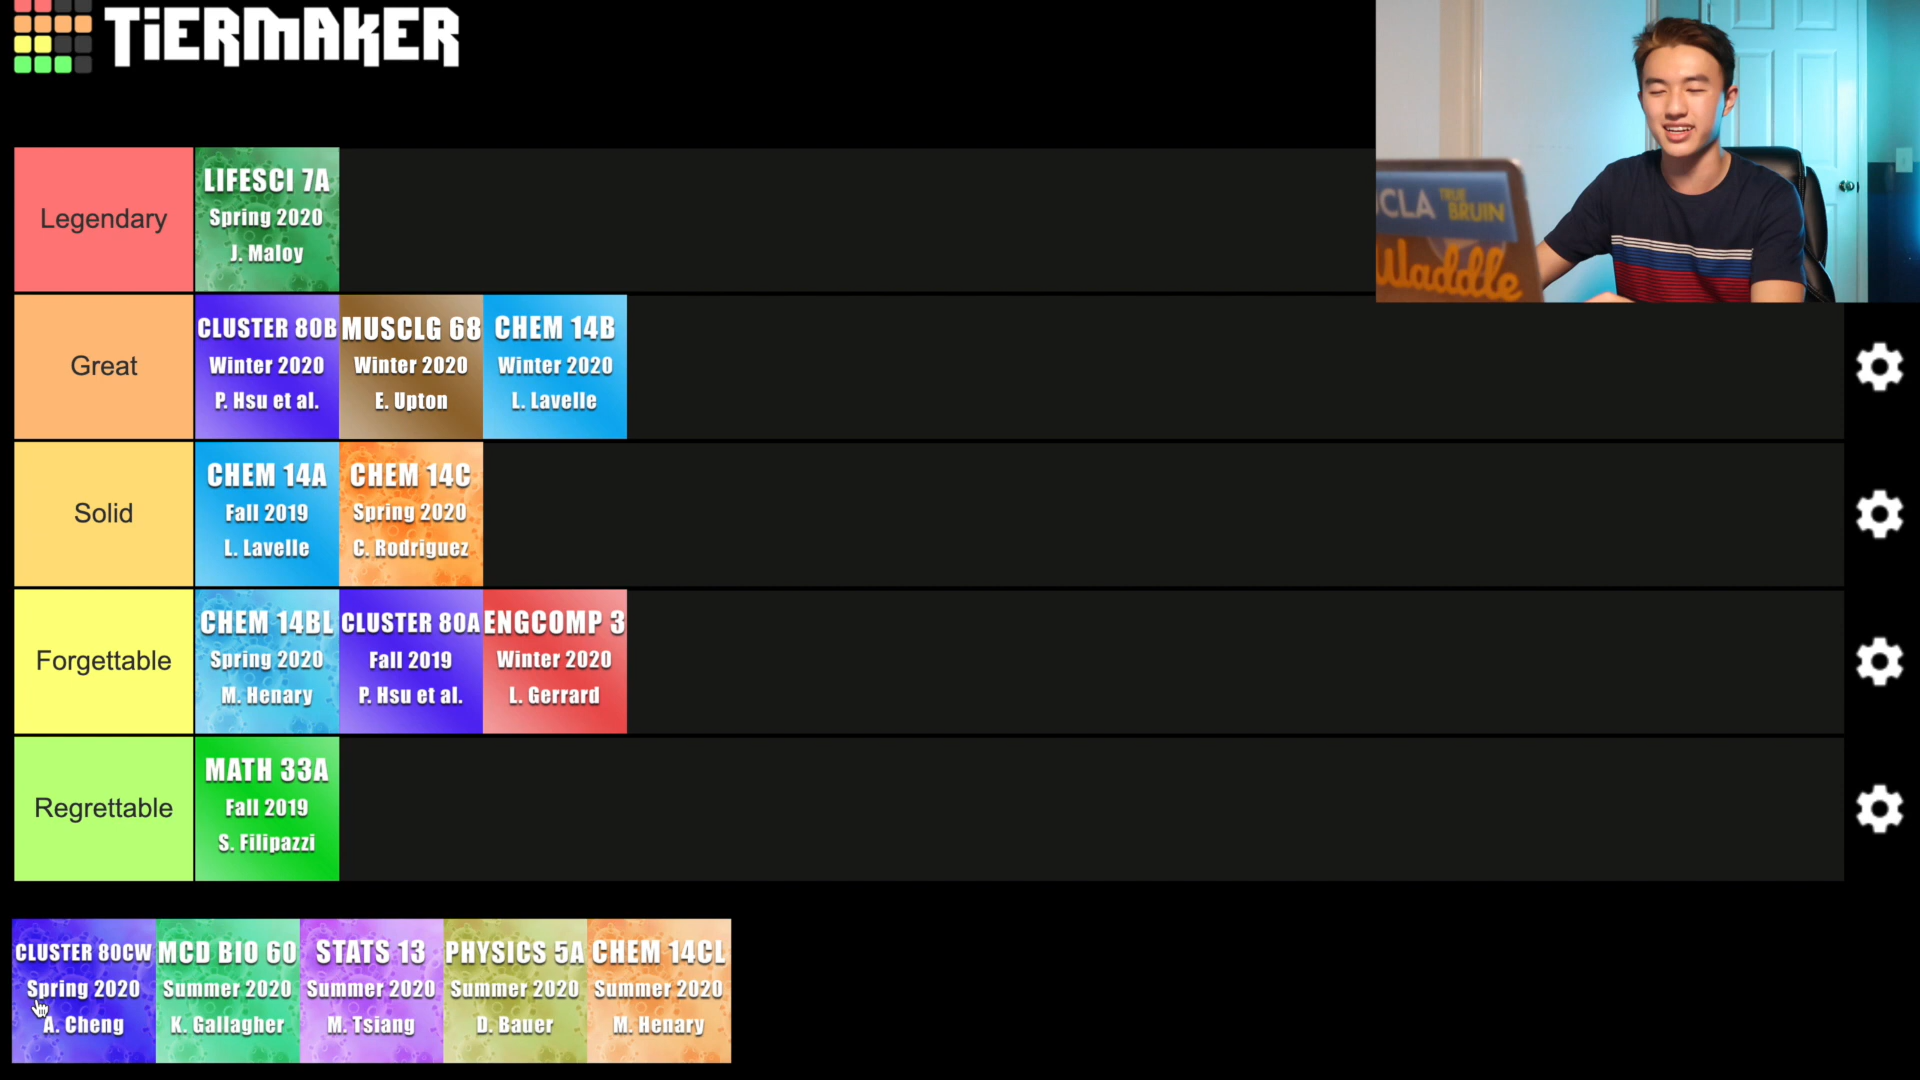 TiERMAKER
CLA TRUE BRUIN
Waddle
Legendary
LIFESCI 7A
Spring 2020
J. Maloy
Great
CLUSTER 80B
Winter 2020
P. Hsu et al.
MUSCLG 68
Winter 2020
E. Upton
CHEM 14B
Winter 2020
L. Lavelle
Solid
CHEM 14A
Fall 2019
L. Lavelle
CHEM 14C
Spring 2020
C. Rodriguez
Forgettable
CHEM 14BL
Spring 2020
M. Henary
CLUSTER 80A
Fall 2019
P. Hsu et al.
ENGCOMP 3
Winter 2020
L. Gerrard
Regrettable
MATH 33A
Fall 2019
S. Filipazzi
CLUSTER 80CW
Spring 2020
A. Cheng
MCD BIO 60
Summer 2020
K. Gallagher
STATS 13
Summer 2020
M. Tsiang
PHYSICS 5A
Summer 2020
D. Bauer
CHEM 14CL
Summer 2020
M. Henary